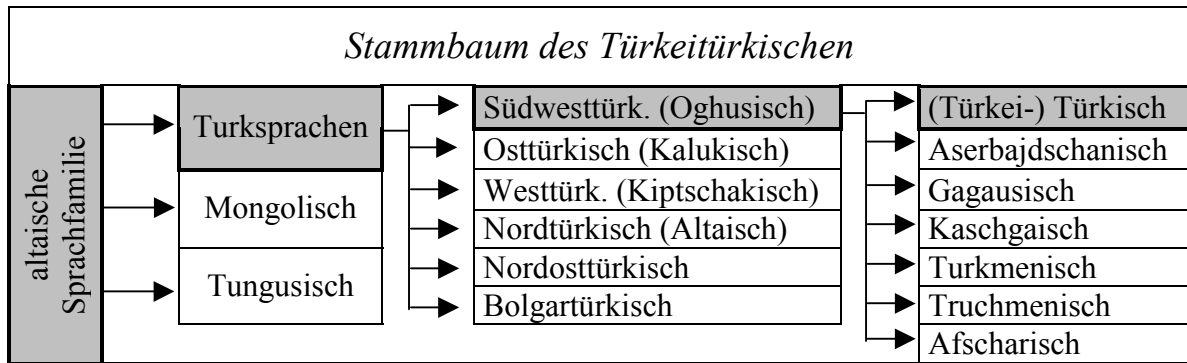 Stammbaum des Türkeitürkischen
altaische
Sprachfamilie
Turksprachen
Mongolisch
Tungusisch
Südwesttürk. (Oghusisch)
Osttürkisch (Kalukisch)
Westtürk. (Kiptschakisch)
Nordtürkisch (Altaisch)
Nordosttürkisch
Bolgartürkisch
(Türkei-) Türkisch
Aserbajdschanisch
Gagausisch
Kaschgaisch
Turkmenisch
Truchmenisch
Afscharisch